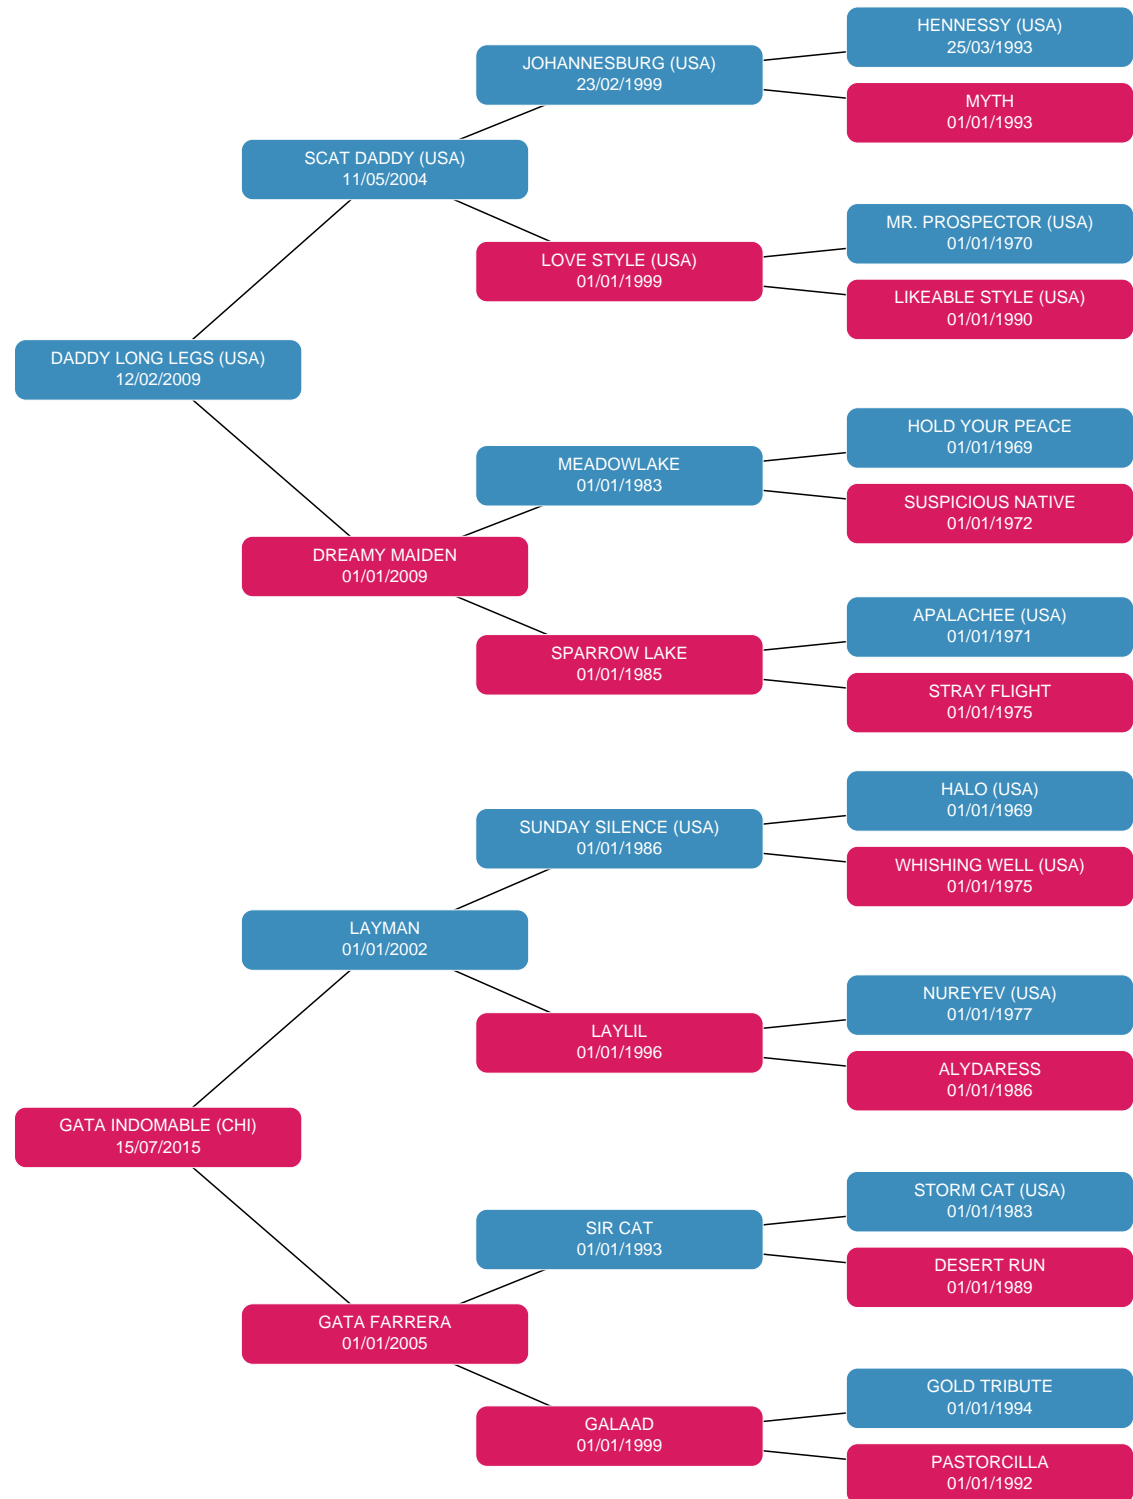 HENNESSY (USA)
25/03/1993
JOHANNESBURG (USA)
23/02/1999
MYTH
01/01/1993
SCAT DADDY (USA)
11/05/2004
MR. PROSPECTOR (USA)
01/01/1970
LOVE STYLE (USA)
01/01/1999
LIKEABLE STYLE (USA)
01/01/1990
DADDY LONG LEGS (USA)
12/02/2009
HOLD YOUR PEACE
01/01/1969
MEADOWLAKE
01/01/1983
SUSPICIOUS NATIVE
01/01/1972
DREAMY MAIDEN
01/01/2009
APALACHEE (USA)
01/01/1971
SPARROW LAKE
01/01/1985
STRAY FLIGHT
01/01/1975
HALO (USA)
01/01/1969
SUNDAY SILENCE (USA)
01/01/1986
WHISHING WELL (USA)
01/01/1975
LAYMAN
01/01/2002
NUREYEV (USA)
01/01/1977
LAYLIL
01/01/1996
ALYDARESS
01/01/1986
GATA INDOMABLE (CHI)
15/07/2015
STORM CAT (USA)
01/01/1983
SIR CAT
01/01/1993
DESERT RUN
01/01/1989
GATA FARRERA
01/01/2005
GOLD TRIBUTE
01/01/1994
GALAAD
01/01/1999
PASTORCILLA
01/01/1992